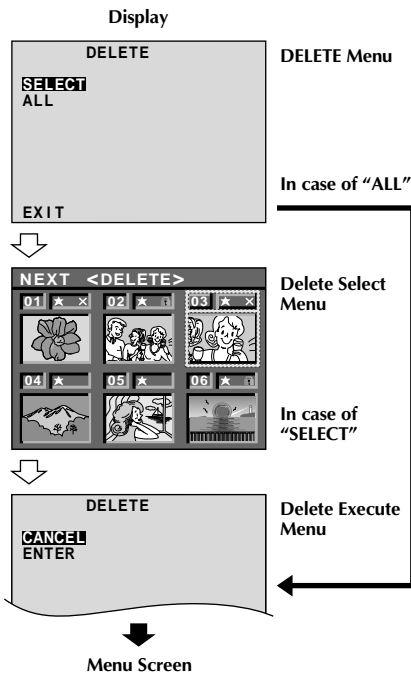 Display
DELETE
DELETE Menu
SELECT
ALL
In case of “ALL”
EXIT
NEXT <DELETE>
Delete Select
Menu
01 ★ × 02 ★ 03 ★ ×
04 ★ 05 ★ 06 ★
In case of
“SELECT”
DELETE
Delete Execute
Menu
CANCEL
ENTER
Menu Screen